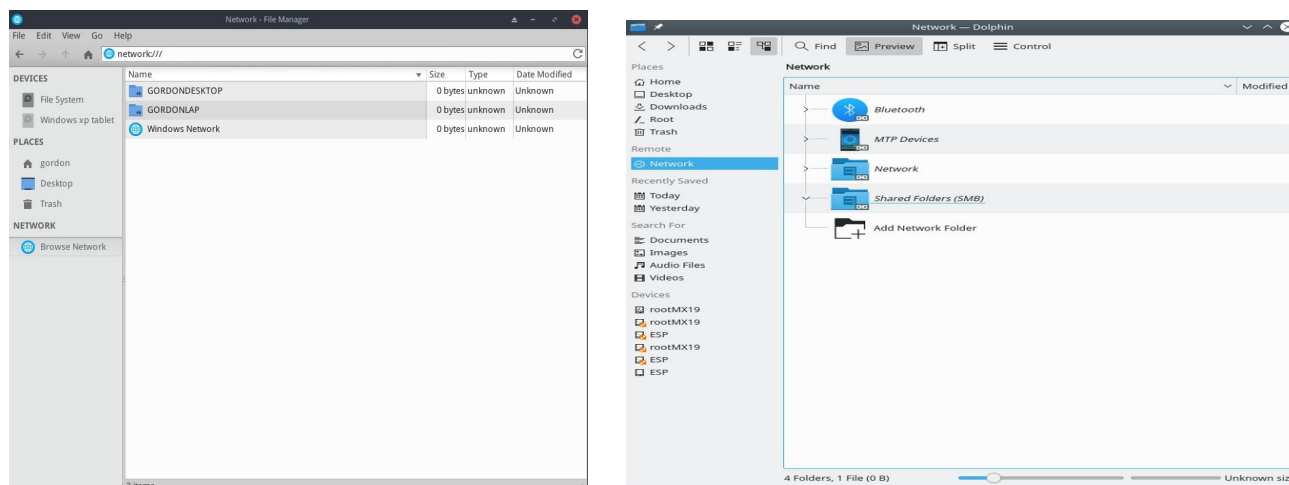 Network - File Manager
File Edit View Go Help
network:///
DEVICES
File System
Windows xp tablet
PLACES
gordon
Desktop
Trash
NETWORK
Browse Network
Name Size Type Date Modified
GORDONDESKTOP 0 bytes unknown Unknown
GORDONLAP 0 bytes unknown Unknown
Windows Network 0 bytes unknown Unknown
Network — Dolphin
Find Preview Split Control
Places
Home
Desktop
Downloads
Root
Trash
Remote
Network
Recently Saved
Today
Yesterday
Search For
Documents
Images
Audio Files
Videos
Devices
rootMX19
rootMX19
ESP
rootMX19
ESP
ESP
Network
Name Modified
Bluetooth
MTP Devices
Network
Shared Folders (SMB)
Add Network Folder
4 Folders, 1 File (0 B) Unknown siz